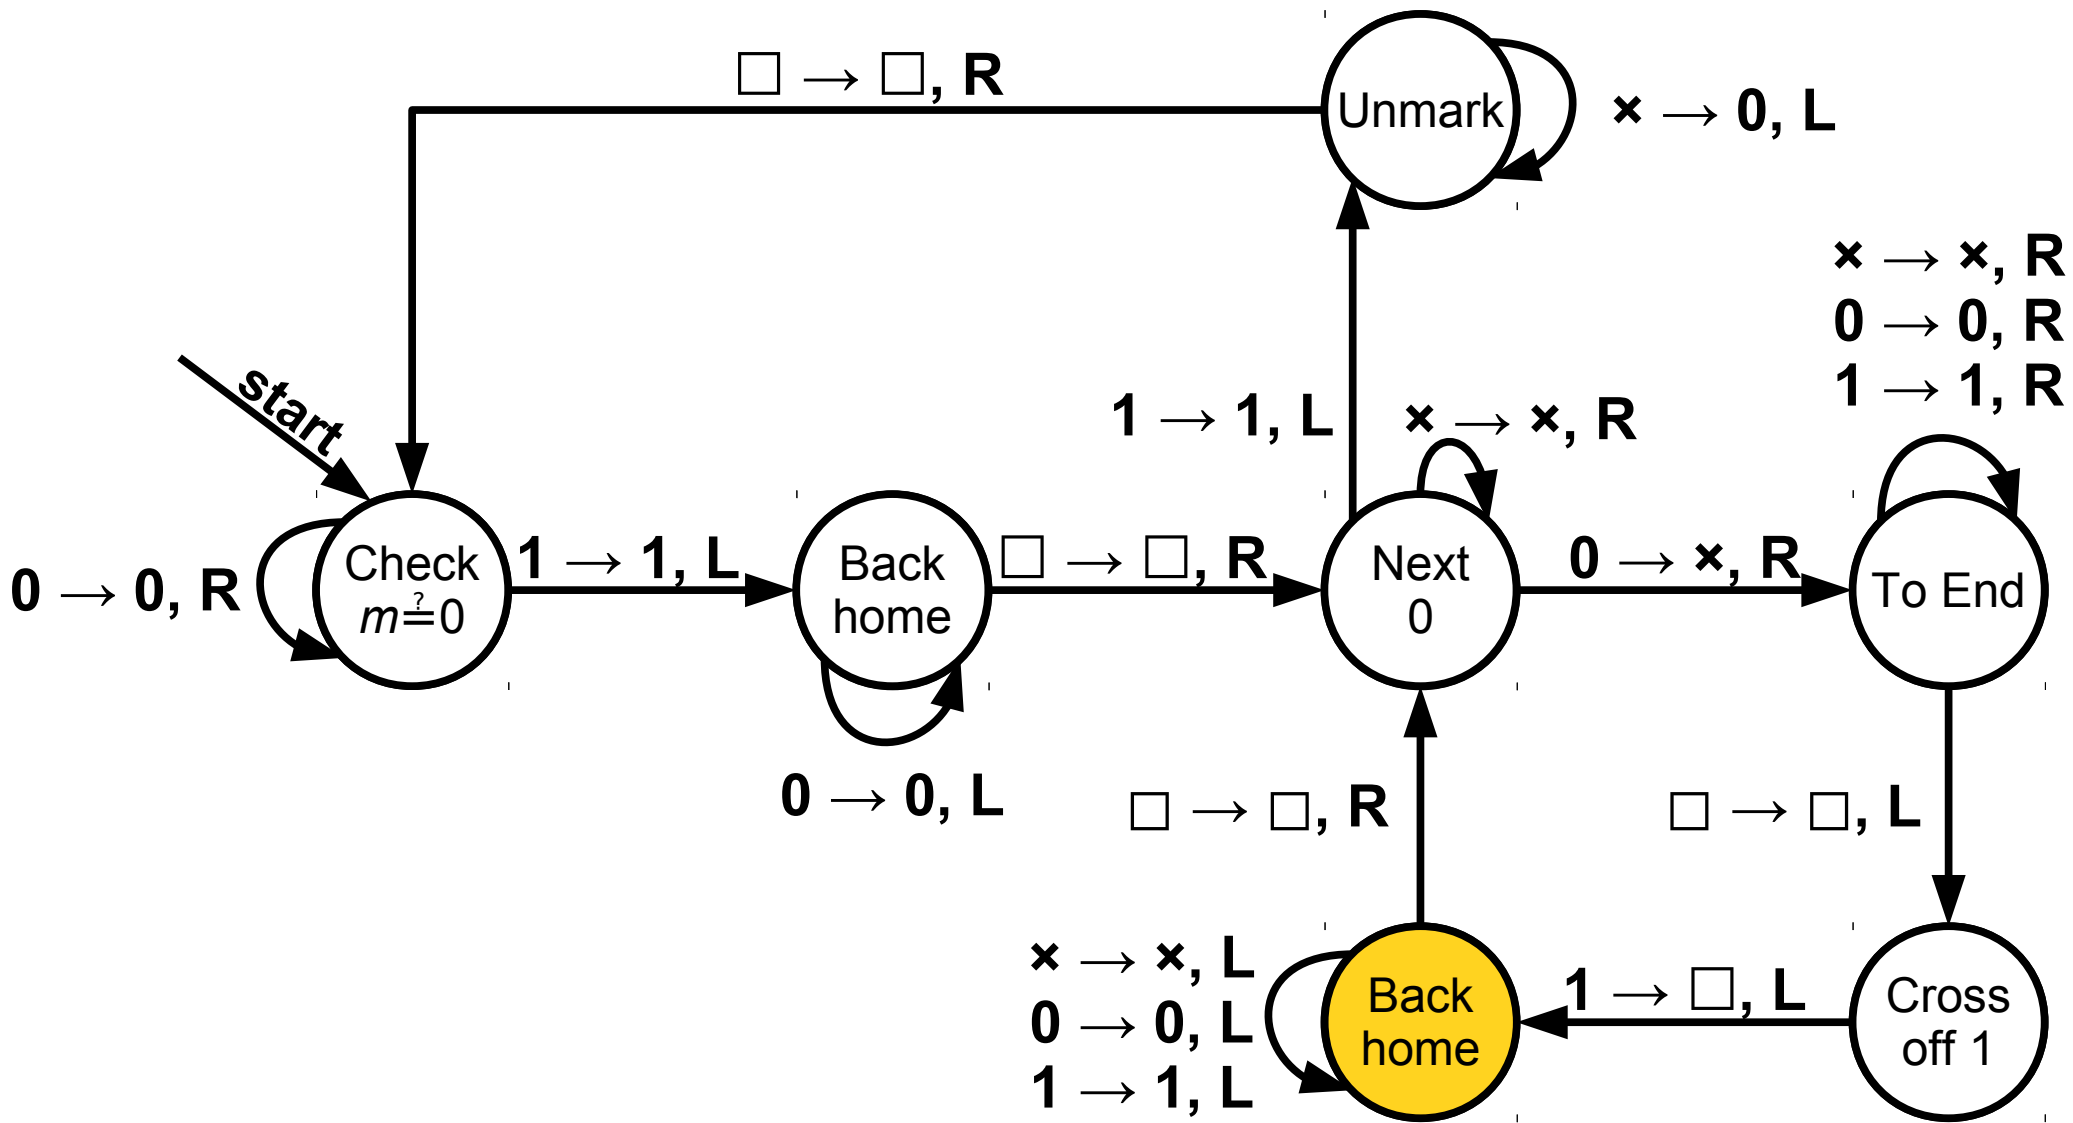 □ → □, R
Unmark
× → 0, L
× → ×, R
0 → 0, R
1 → 1, R
start
1 → 1, L
× → ×, R
0 → 0, R
Check
m≟0
1 → 1, L
Back
home
□ → □, R
Next
0
0 → ×, R
To End
0 → 0, L
□ → □, R
□ → □, L
× → ×, L
0 → 0, L
1 → 1, L
Back
home
1 → □, L
Cross
off 1